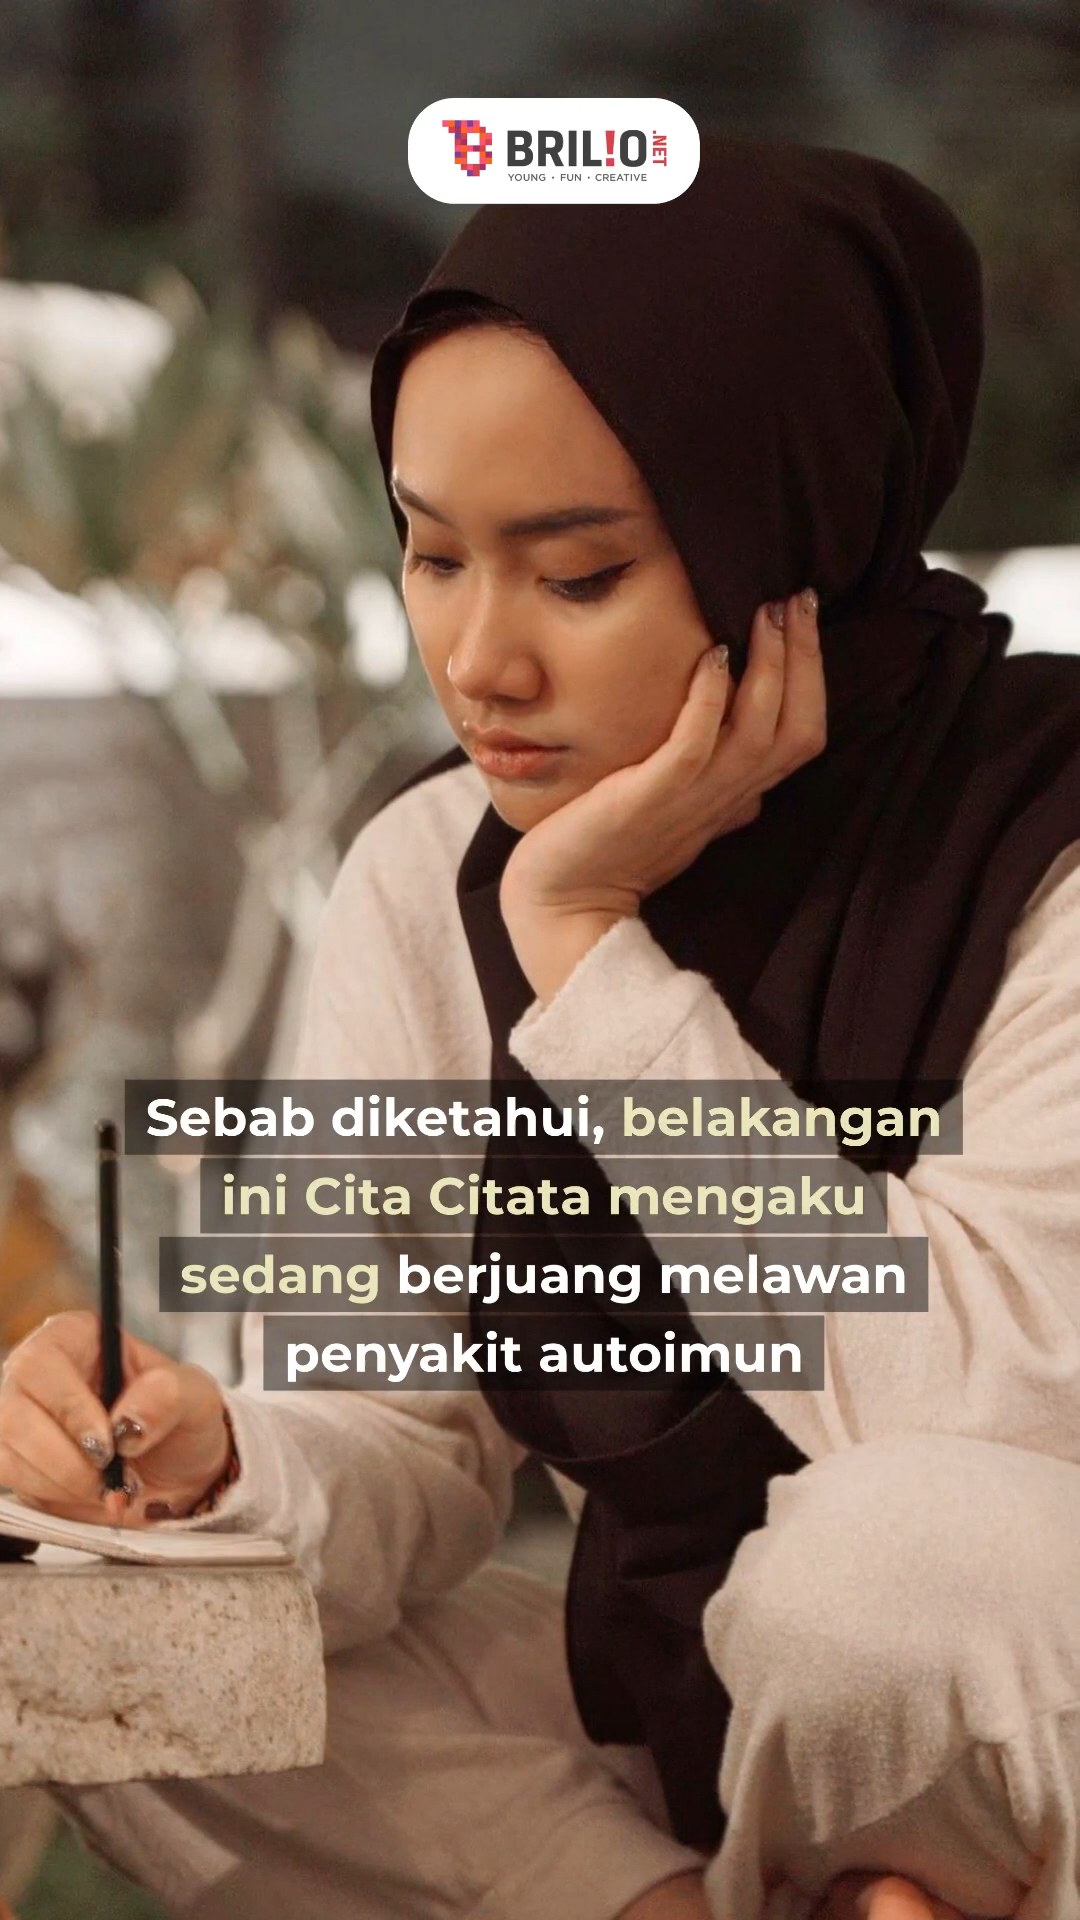 BRIL!O.NET
YOUNG • FUN • CREATIVE
Sebab diketahui, belakangan
ini Cita Citata mengaku
sedang berjuang melawan
penyakit autoimun